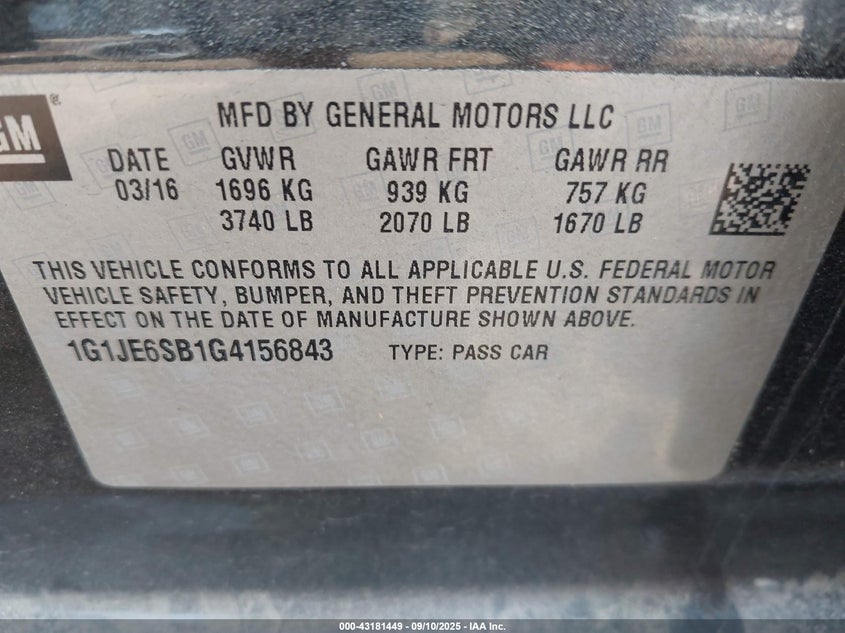 GM ®
MFD BY GENERAL MOTORS LLC
DATE GVWR GAWR FRT GAWR RR
03/16 1696 KG 939 KG 757 KG
3740 LB 2070 LB 1670 LB
THIS VEHICLE CONFORMS TO ALL APPLICABLE U.S. FEDERAL MOTOR
VEHICLE SAFETY, BUMPER, AND THEFT PREVENTION STANDARDS IN
EFFECT ON THE DATE OF MANUFACTURE SHOWN ABOVE.
1G1JE6SB1G4156843 TYPE: PASS CAR
000-43181449 - 09/10/2025 - IAA Inc.